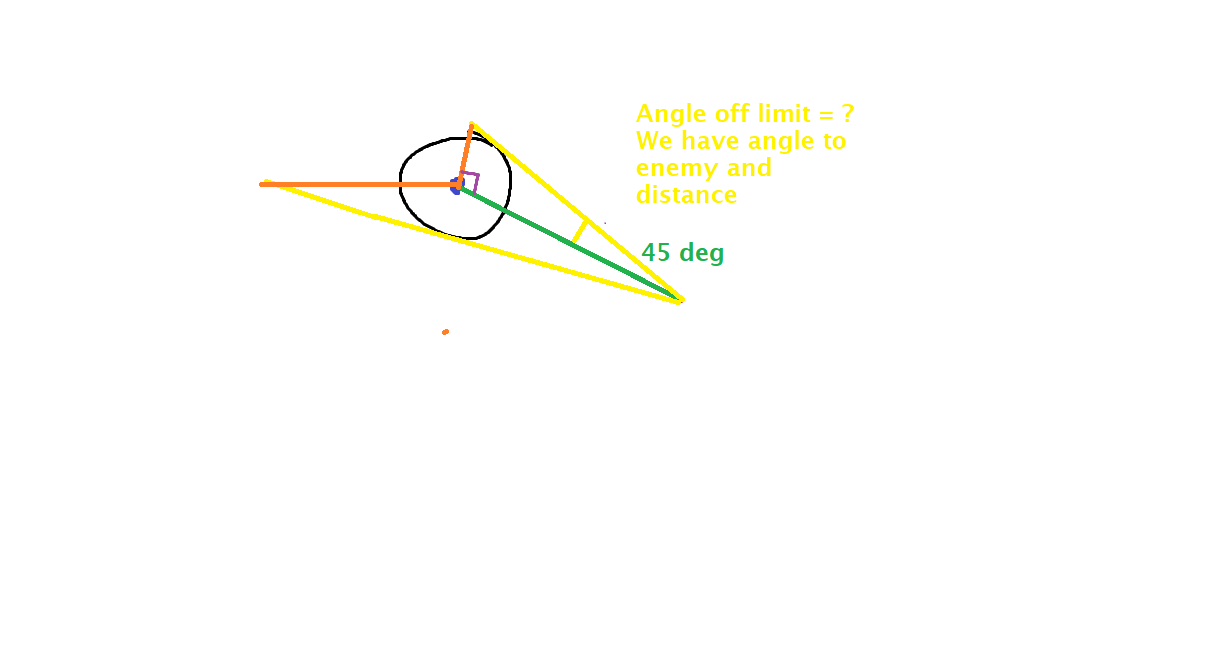 Angle off limit = ?
We have angle to
enemy and
distance
45 deg